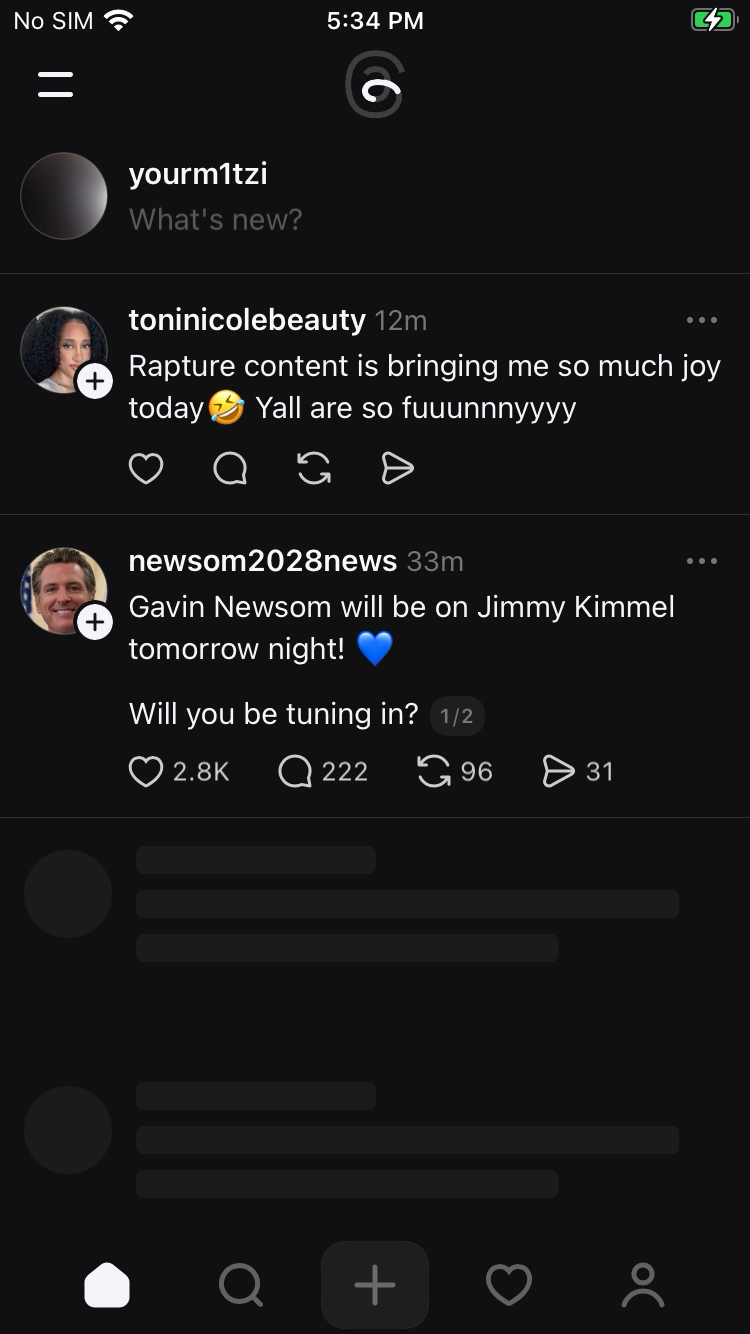 No SIM 5:34 PM
yourm1tzi
What's new?
toninicolebeauty 12m
Rapture content is bringing me so much joy
today🤣 Yall are so fuuunnnyyyy
newsom2028news 33m
Gavin Newsom will be on Jimmy Kimmel
tomorrow night! 💙
Will you be tuning in? 1/2
2.8K 222 96 31